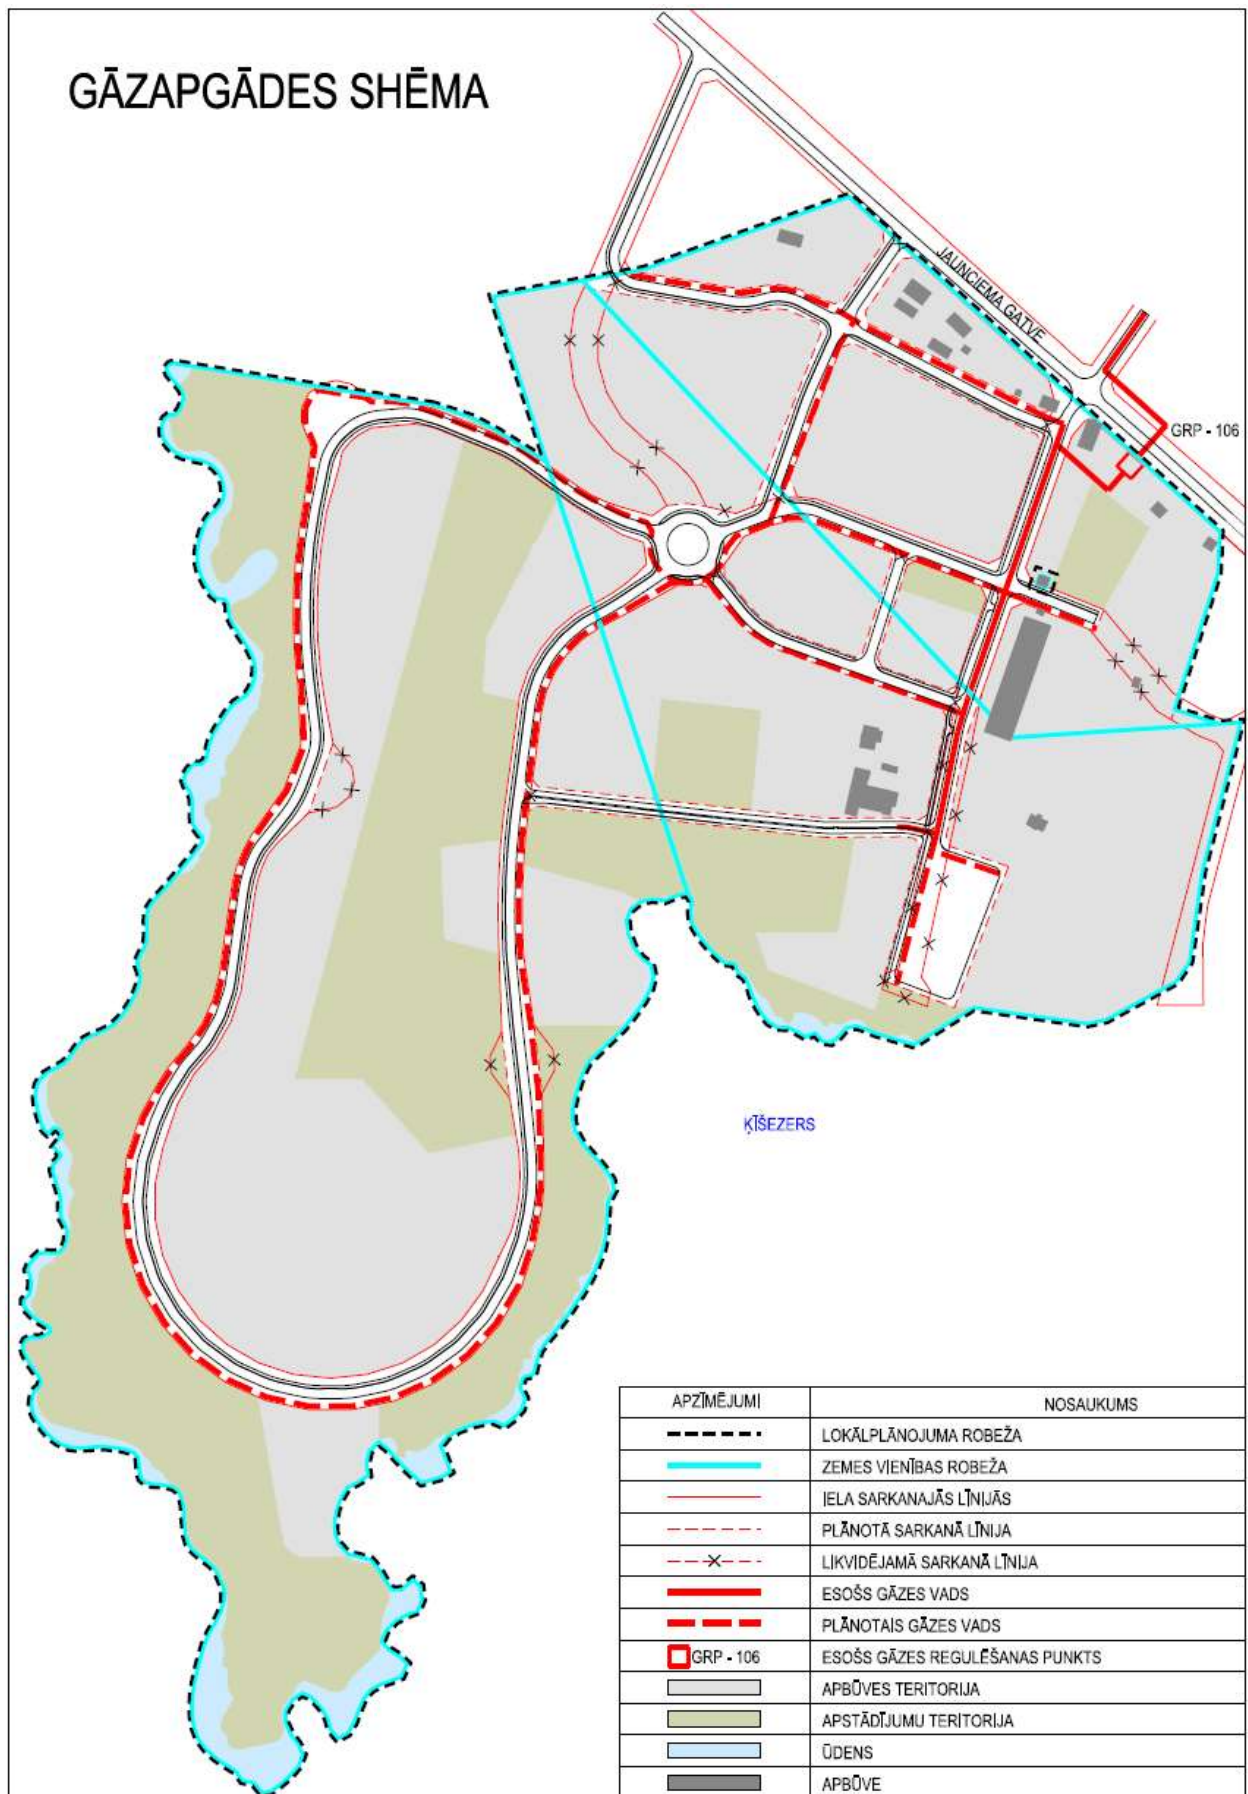 GĀZAPGĀDES SHĒMA
JAUNCIEMA GATVE
GRP - 106
ĶĪŠEZERS
APZĪMĒJUMI NOSAUKUMS
LOKĀLPLĀNOJUMA ROBEŽA
ZEMES VIENĪBAS ROBEŽA
IELA SARKANAJĀS LĪNIJĀS
PLĀNOTĀ SARKANĀ LĪNIJA
LIKVIDĒJAMĀ SARKANĀ LĪNIJA
ESOŠS GĀZES VADS
PLĀNOTAIS GĀZES VADS
GRP - 106 ESOŠS GĀZES REGULĒŠANAS PUNKTS
APBŪVES TERITORIJA
APSTĀDĪJUMU TERITORIJA
ŪDENS
APBŪVE